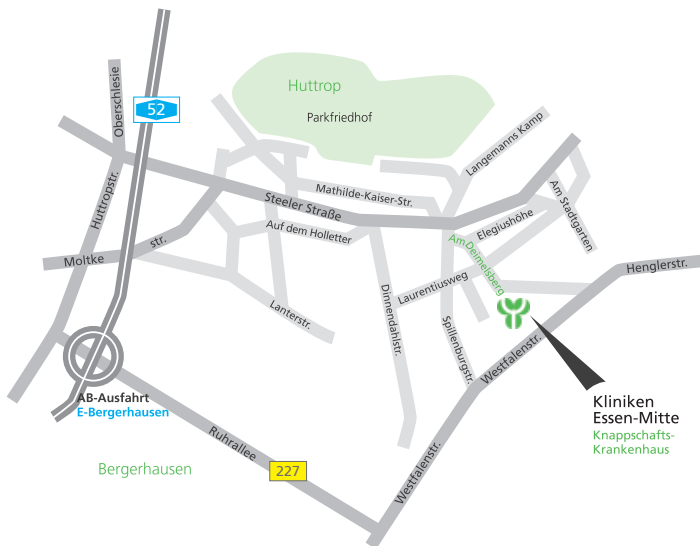 Oberschlesie
52
Huttrop
Parkfriedhof
Langemanns Kamp
Huttropstr.
Mathilde-Kaiser-Str.
Steeler Straße
Am Stadtgarten
Elegiushöhe
Auf dem Holletter
Moltke
str.
Am Deimelsberg
Henglerstr.
Laurentiusweg
Lanterstr.
Dinnendahlstr.
Spillenburgstr.
Westfalenstr.
AB-Ausfahrt
E-Bergerhausen
Kliniken
Essen-Mitte
Knappschafts-
Krankenhaus
Ruhrallee
227
Bergerhausen
Westfalenstr.